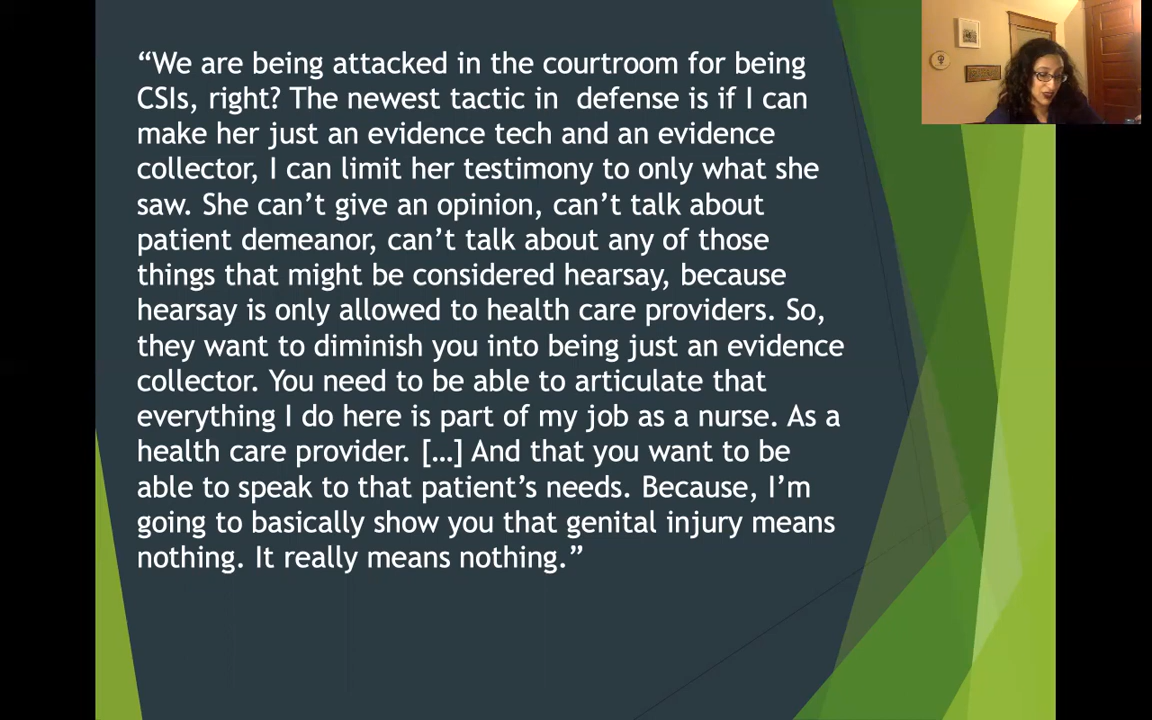 “We are being attacked in the courtroom for being
CSIs, right? The newest tactic in  defense is if I can
make her just an evidence tech and an evidence
collector, I can limit her testimony to only what she
saw. She can’t give an opinion, can’t talk about
patient demeanor, can’t talk about any of those
things that might be considered hearsay, because
hearsay is only allowed to health care providers. So,
they want to diminish you into being just an evidence
collector. You need to be able to articulate that
everything I do here is part of my job as a nurse. As a
health care provider. […] And that you want to be
able to speak to that patient’s needs. Because, I’m
going to basically show you that genital injury means
nothing. It really means nothing.”